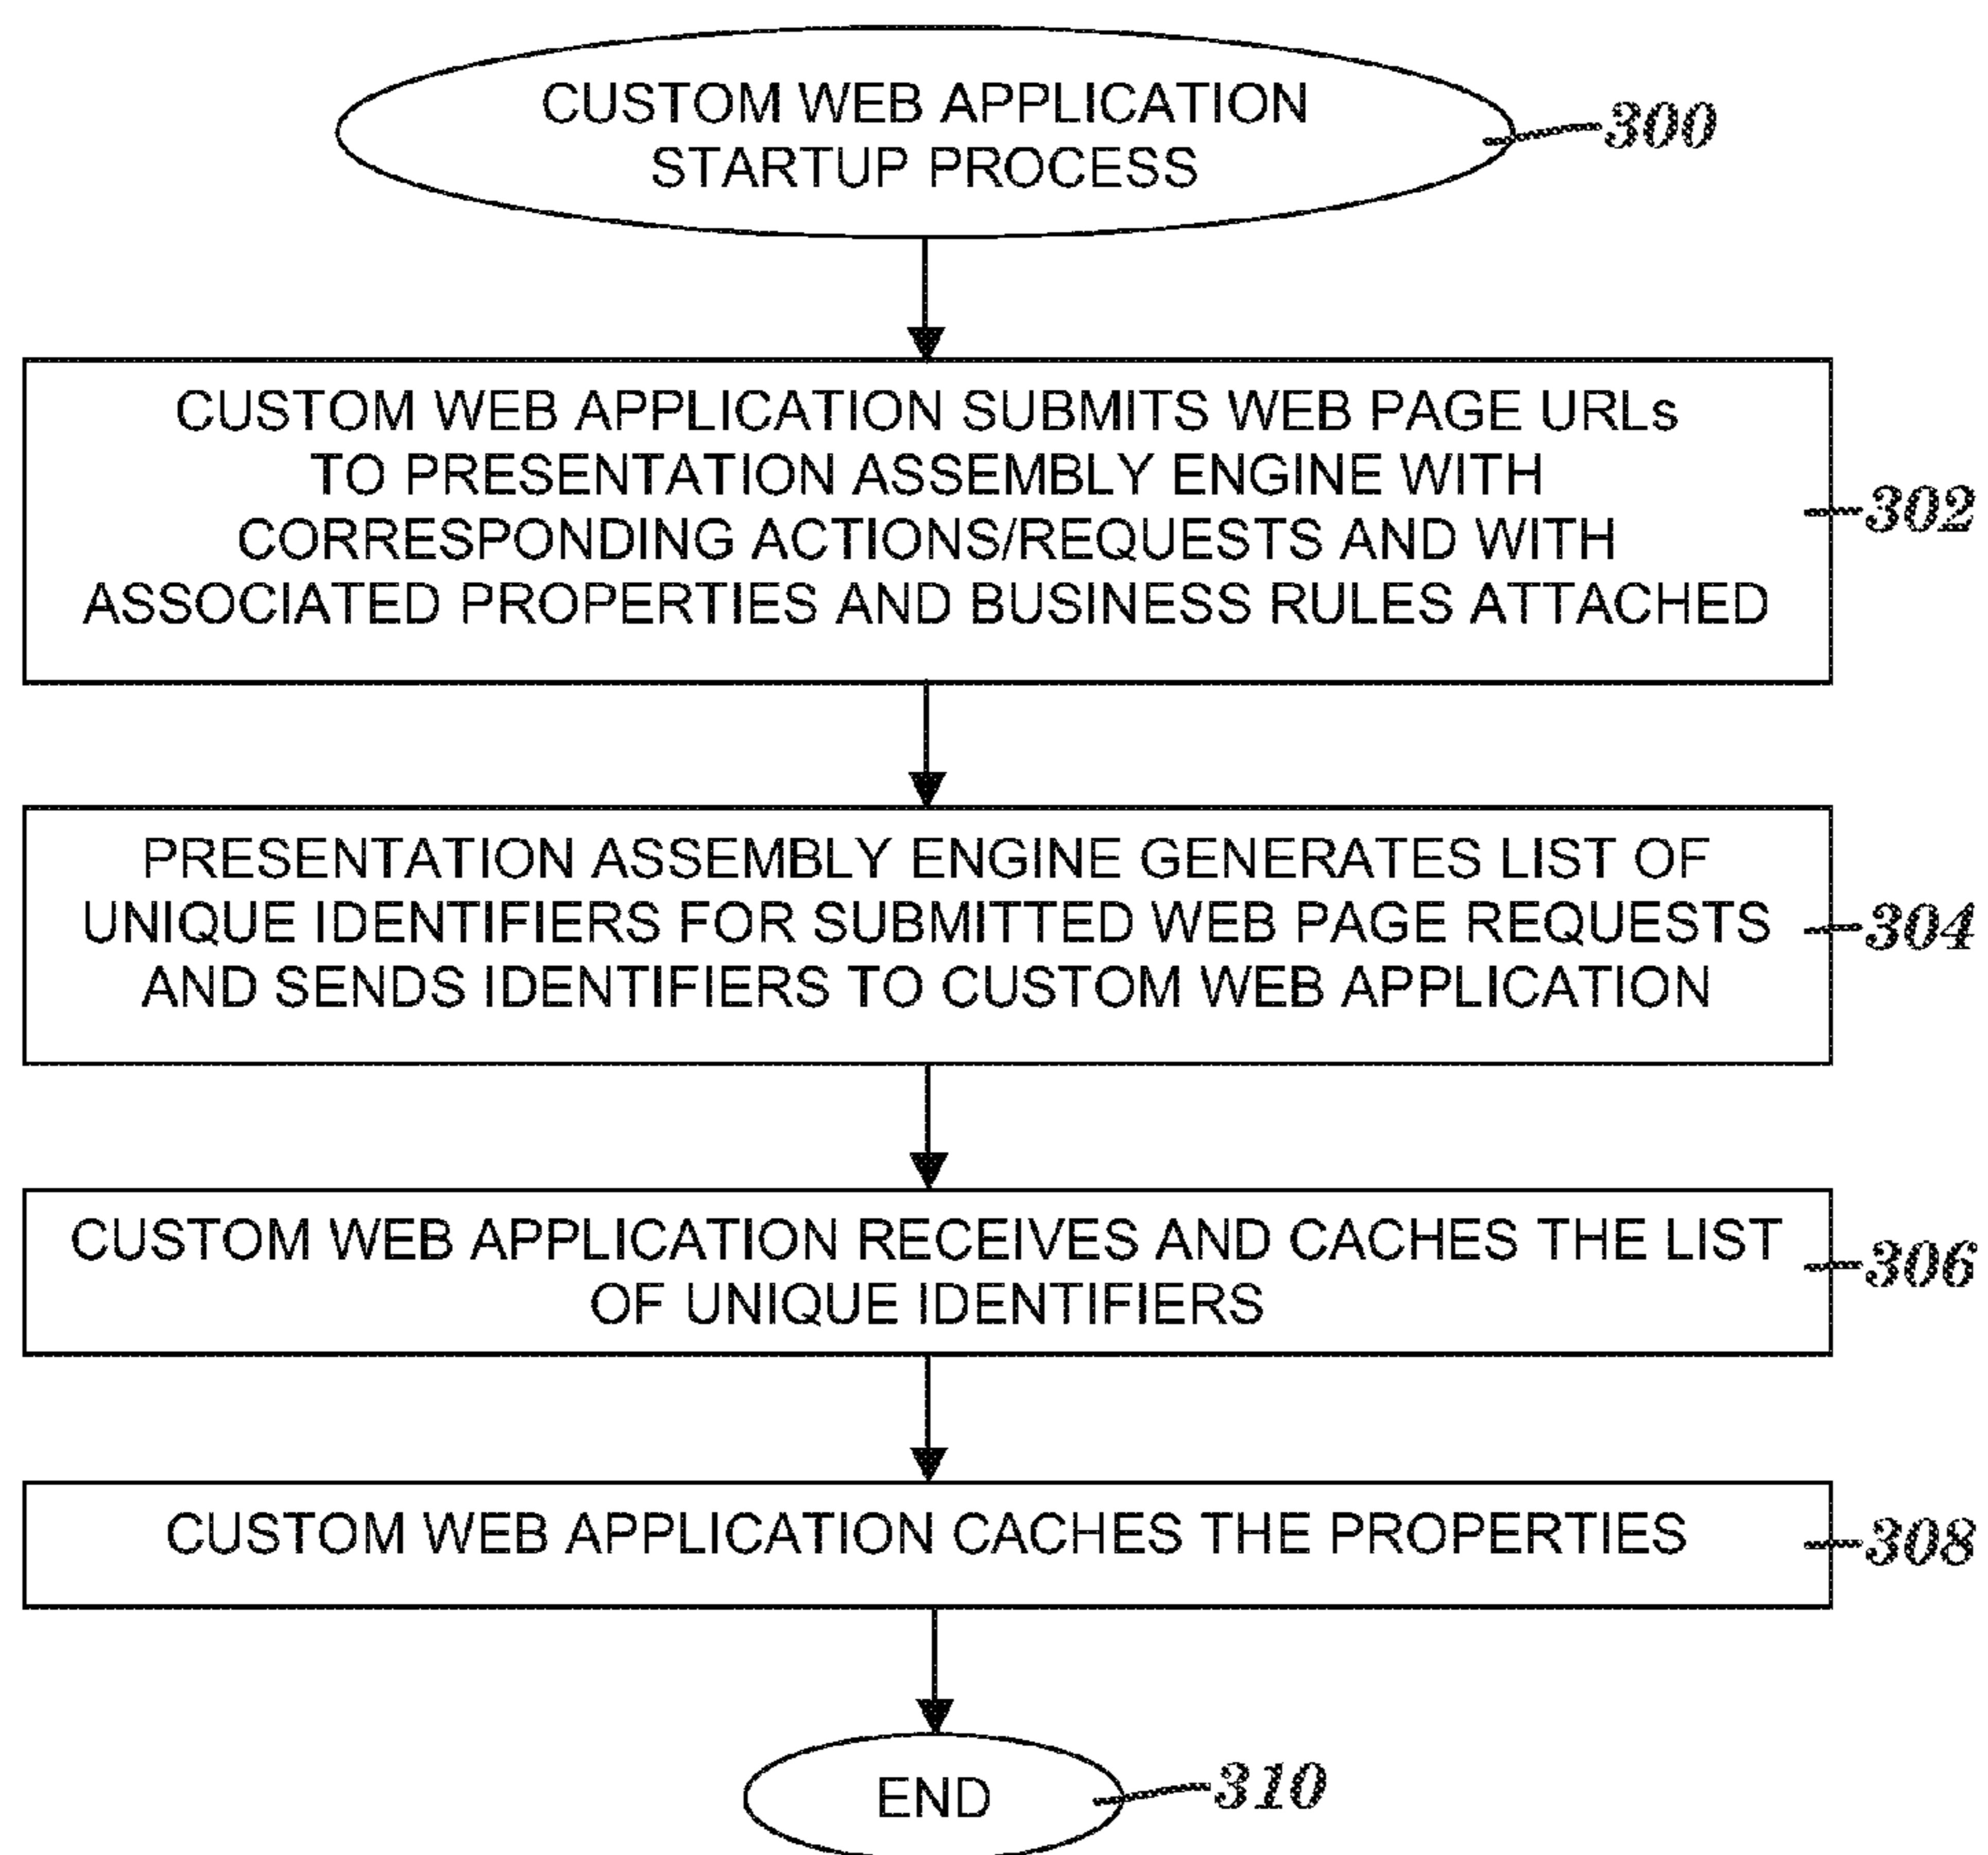 CUSTOM WEB APPLICATION
STARTUP PROCESS
300
CUSTOM WEB APPLICATION SUBMITS WEB PAGE URLs
TO PRESENTATION ASSEMBLY ENGINE WITH
CORRESPONDING ACTIONS/REQUESTS AND WITH
ASSOCIATED PROPERTIES AND BUSINESS RULES ATTACHED
302
PRESENTATION ASSEMBLY ENGINE GENERATES LIST OF
UNIQUE IDENTIFIERS FOR SUBMITTED WEB PAGE REQUESTS
AND SENDS IDENTIFIERS TO CUSTOM WEB APPLICATION
304
CUSTOM WEB APPLICATION RECEIVES AND CACHES THE LIST
OF UNIQUE IDENTIFIERS
306
CUSTOM WEB APPLICATION CACHES THE PROPERTIES
308
END
310